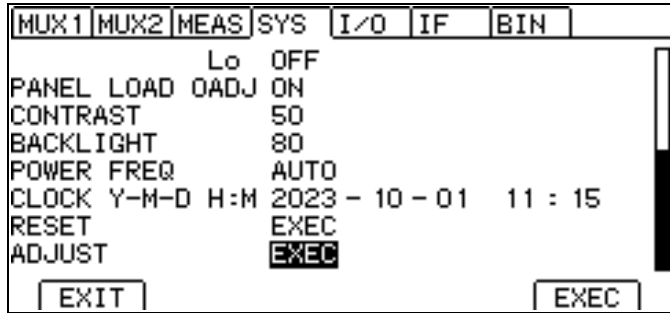 MUX1 MUX2 MEAS SYS I/O IF BIN
Lo OFF
PANEL LOAD 0ADJ ON
CONTRAST 50
BACKLIGHT 80
POWER FREQ AUTO
CLOCK Y-M-D H:M 2023 - 10 - 01 11 : 15
RESET EXEC
ADJUST EXEC
EXIT EXEC